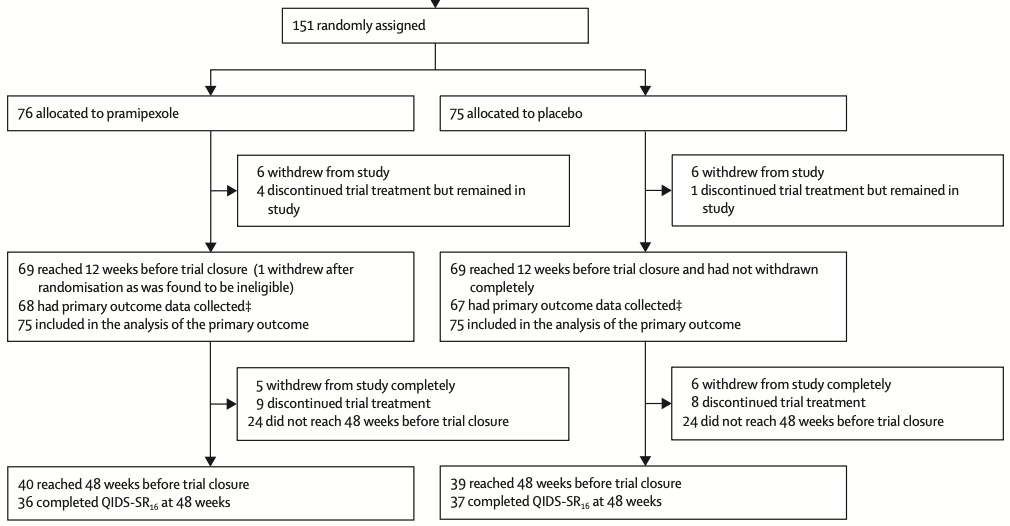 151 randomly assigned
76 allocated to pramipexole
75 allocated to placebo
6 withdrew from study
4 discontinued trial treatment but remained in
study
6 withdrew from study
1 discontinued trial treatment but remained in
study
69 reached 12 weeks before trial closure (1 withdrew after
randomisation as was found to be ineligible)
68 had primary outcome data collected‡
75 included in the analysis of the primary outcome
69 reached 12 weeks before trial closure and had not withdrawn
completely
67 had primary outcome data collected‡
75 included in the analysis of the primary outcome
5 withdrew from study completely
9 discontinued trial treatment
24 did not reach 48 weeks before trial closure
6 withdrew from study completely
8 discontinued trial treatment
24 did not reach 48 weeks before trial closure
40 reached 48 weeks before trial closure
36 completed QIDS-SR16 at 48 weeks
39 reached 48 weeks before trial closure
37 completed QIDS-SR16 at 48 weeks